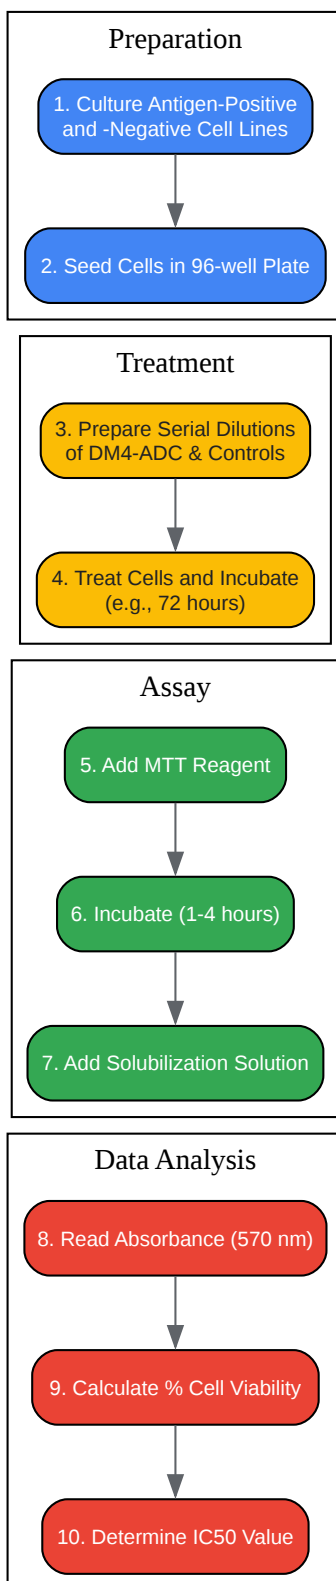 Preparation
1. Culture Antigen-Positive
and -Negative Cell Lines
2. Seed Cells in 96-well Plate
Treatment
3. Prepare Serial Dilutions
of DM4-ADC & Controls
4. Treat Cells and Incubate
(e.g., 72 hours)
Assay
5. Add MTT Reagent
6. Incubate (1-4 hours)
7. Add Solubilization Solution
Data Analysis
8. Read Absorbance (570 nm)
9. Calculate % Cell Viability
10. Determine IC50 Value